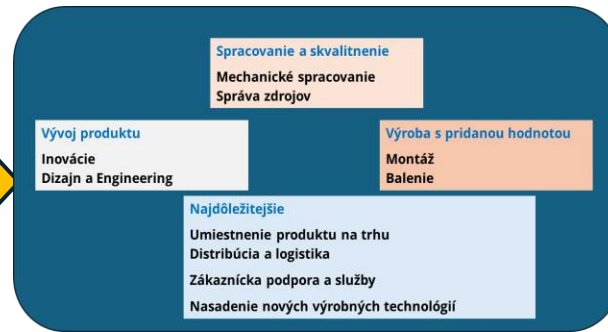 Spracovanie a skvalitnenie
Mechanické spracovanie
Správa zdrojov
Vývoj produktu
Inovácie
Dizajn a Engineering
Výroba s pridanou hodnotou
Montáž
Balenie
Najdôležitejšie
Umiestnenie produktu na trhu
Distribúcia a logistika
Zákaznícka podpora a služby
Nasadenie nových výrobných technológií